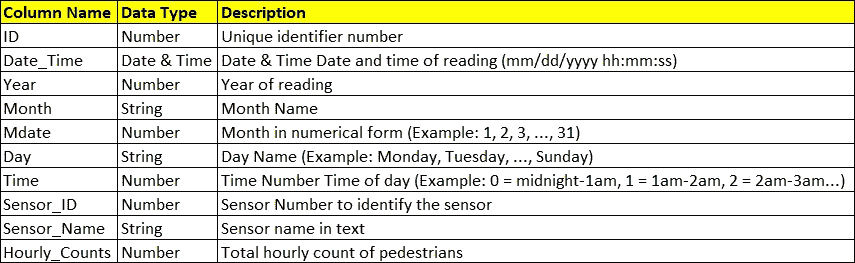 Column Name Data Type Description
ID Number Unique identifier number
Date_Time Date & Time Date & Time Date and time of reading (mm/dd/yyyy hh:mm:ss)
Year Number Year of reading
Month String Month Name
Mdate Number Month in numerical form (Example: 1, 2, 3, ..., 31)
Day String Day Name (Example: Monday, Tuesday, ..., Sunday)
Time Number Time Number Time of day (Example: 0 = midnight-1am, 1 = 1am-2am, 2 = 2am-3am...)
Sensor_ID Number Sensor Number to identify the sensor
Sensor_Name String Sensor name in text
Hourly_Counts Number Total hourly count of pedestrians